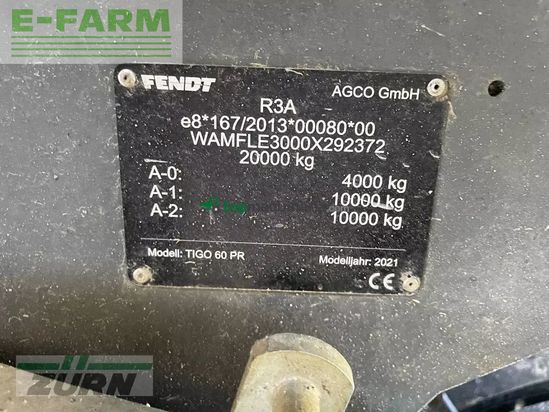 E-FARM
FENDT
AGCO GmbH
R3A
e8*167/2013*00080*00
WAMFLE3000X292372
20000 kg
A-0: 4000 kg
A-1: 10000 kg
A-2: 10000 kg
Modell: TIGO 60 PR
Modelljahr: 2021
CE
ZÜRN